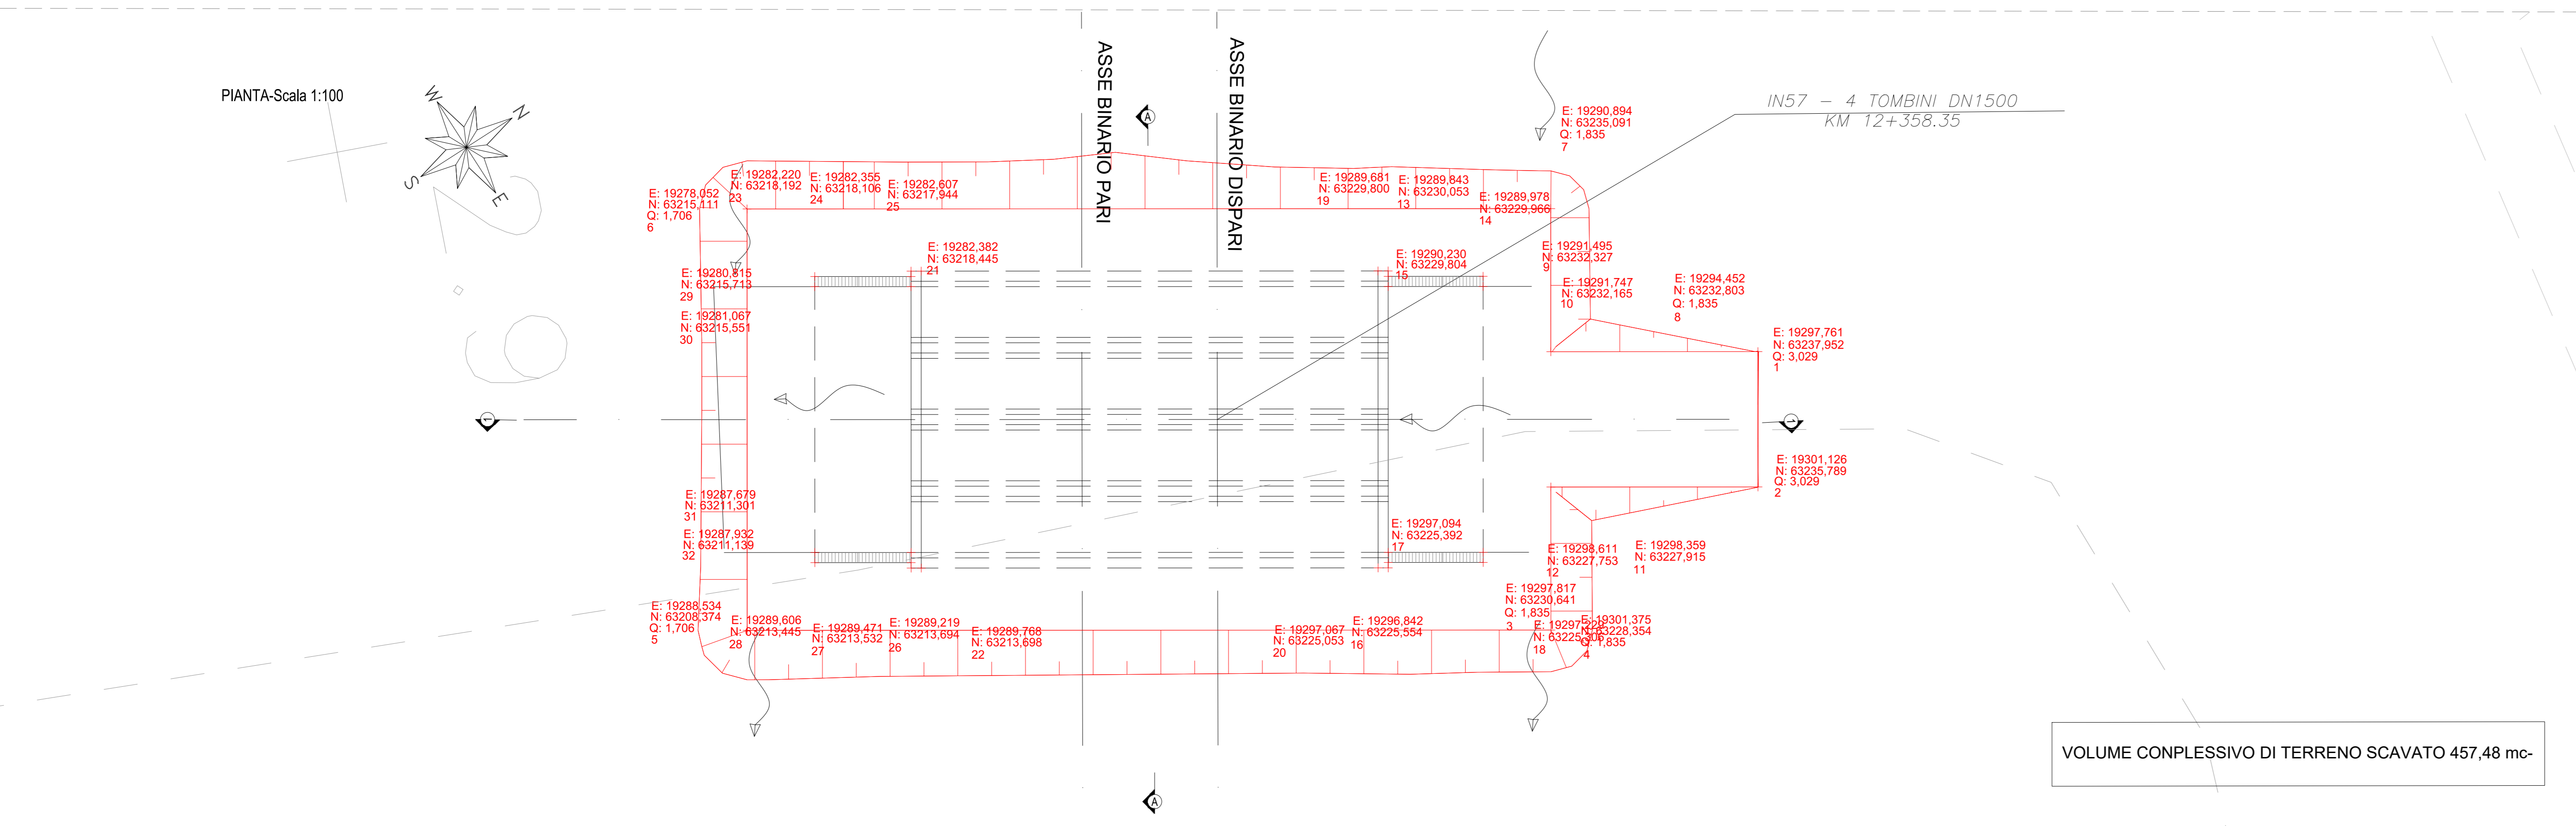 PIANTA-Scala 1:100
W
N
S
E
ASSE BINARIO PARI
ASSE BINARIO DISPARI
A
IN57 - 4 TOMBINI DN1500
KM 12+358.35
E: 19290,894
N: 63235,091
Q: 1,835
7
E: 19278,052
N: 63215,111
Q: 1,706
6
E: 19282,220
N: 63218,192
23
E: 19282,355
N: 63218,106
24
E: 19282,607
N: 63217,944
25
E: 19289,681
N: 63229,800
19
E: 19289,843
N: 63230,053
13
E: 19289,978
N: 63229,966
14
E: 19282,382
N: 63218,445
21
E: 19290,230
N: 63229,804
15
E: 19291,495
N: 63232,327
9
E: 19291,747
N: 63232,165
10
E: 19294,452
N: 63232,803
Q: 1,835
8
E: 19280,815
N: 63215,713
29
E: 19281,067
N: 63215,551
30
E: 19297,761
N: 63237,952
Q: 3,029
1
1
1
E: 19301,126
N: 63235,789
Q: 3,029
2
E: 19287,679
N: 63211,301
31
E: 19287,932
N: 63211,139
32
E: 19297,094
N: 63225,392
17
E: 19298,611
N: 63227,753
12
E: 19298,359
N: 63227,915
11
E: 19288,534
N: 63208,374
Q: 1,706
5
E: 19289,606
N: 63213,445
28
E: 19289,471
N: 63213,532
27
E: 19289,219
N: 63213,694
26
E: 19289,768
N: 63213,698
22
E: 19297,067
N: 63225,053
20
E: 19296,842
N: 63225,554
16
E: 19297,817
N: 63230,641
Q: 1,835
3
E: 19297,229
N: 63225,306
18
E: 19301,375
N: 63228,354
Q: 1,835
4
A
VOLUME CONPLESSIVO DI TERRENO SCAVATO 457,48 mc-